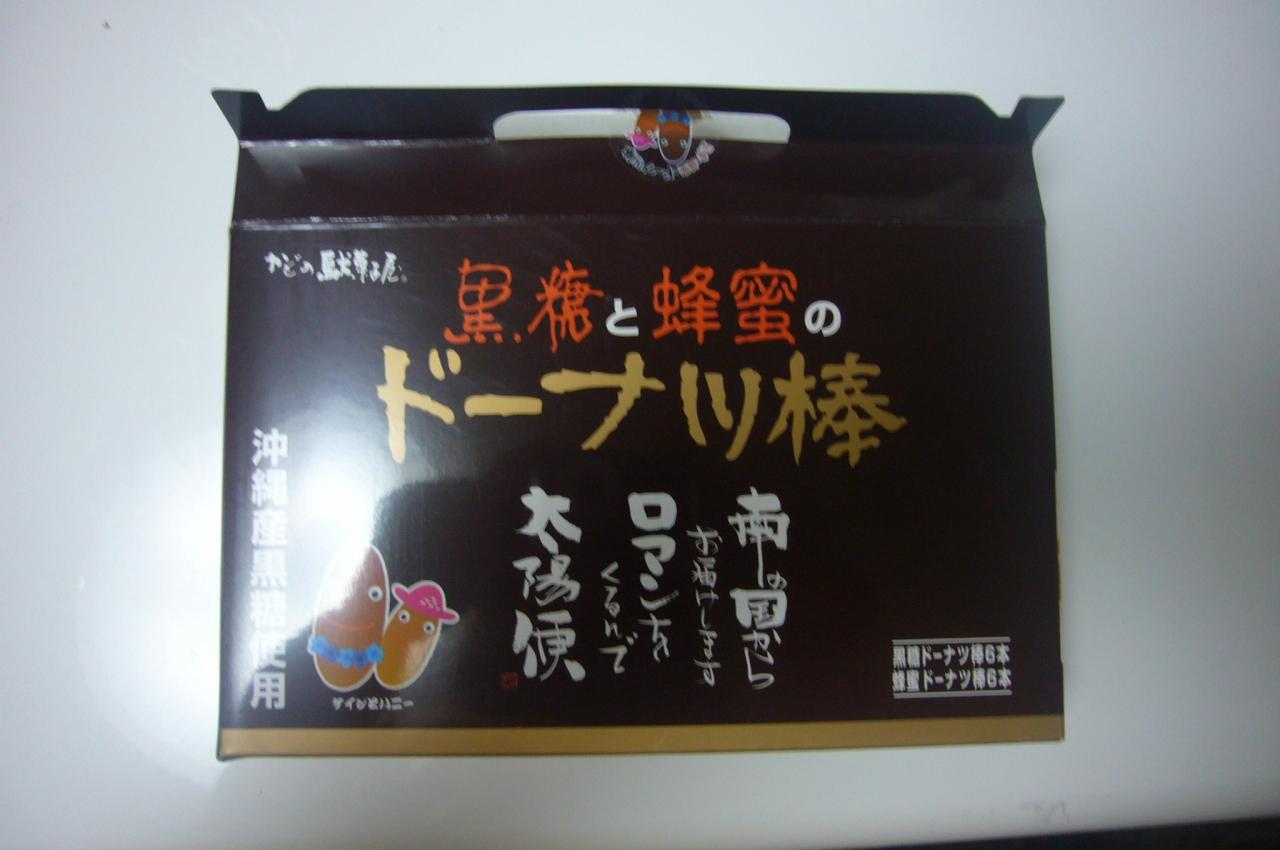 かどの駄菓子屋
黒糖と蜂蜜の
ドーナツ棒
南の国から
お届けします
ロマンチカ
くるんで
太陽便
沖縄産黒糖使用
黒糖ドーナツ棒6本
蜂蜜ドーナツ棒6本